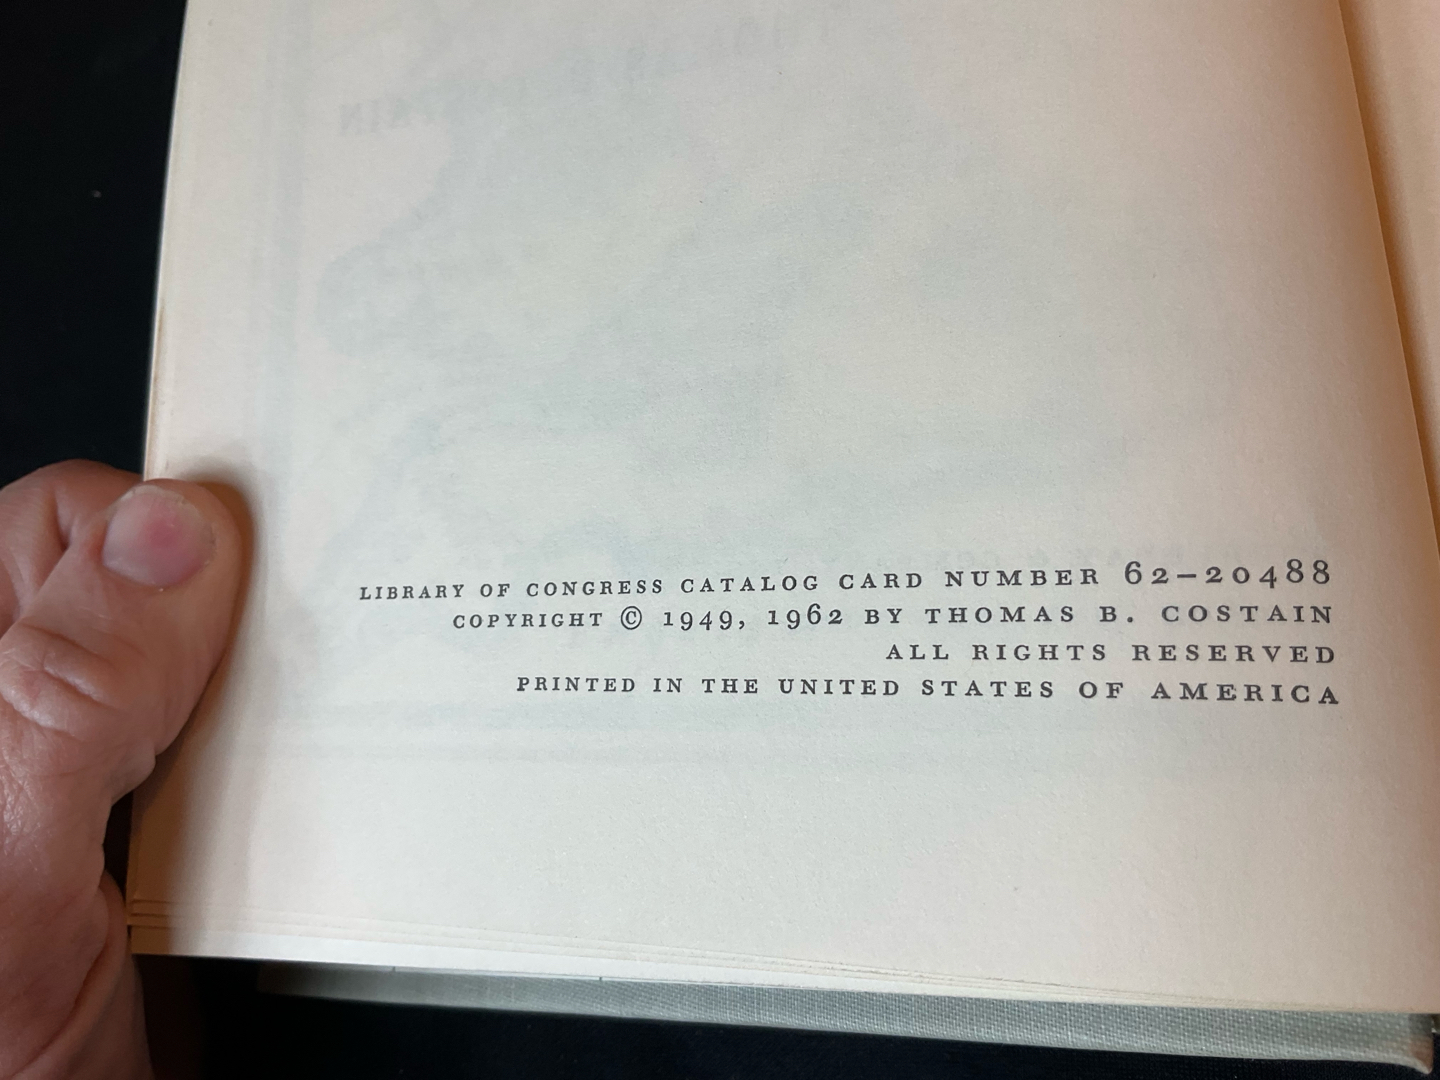 LIBRARY OF CONGRESS CATALOG CARD NUMBER 62–20488
COPYRIGHT © 1949, 1962 BY THOMAS B. COSTAIN
ALL RIGHTS RESERVED
PRINTED IN THE UNITED STATES OF AMERICA